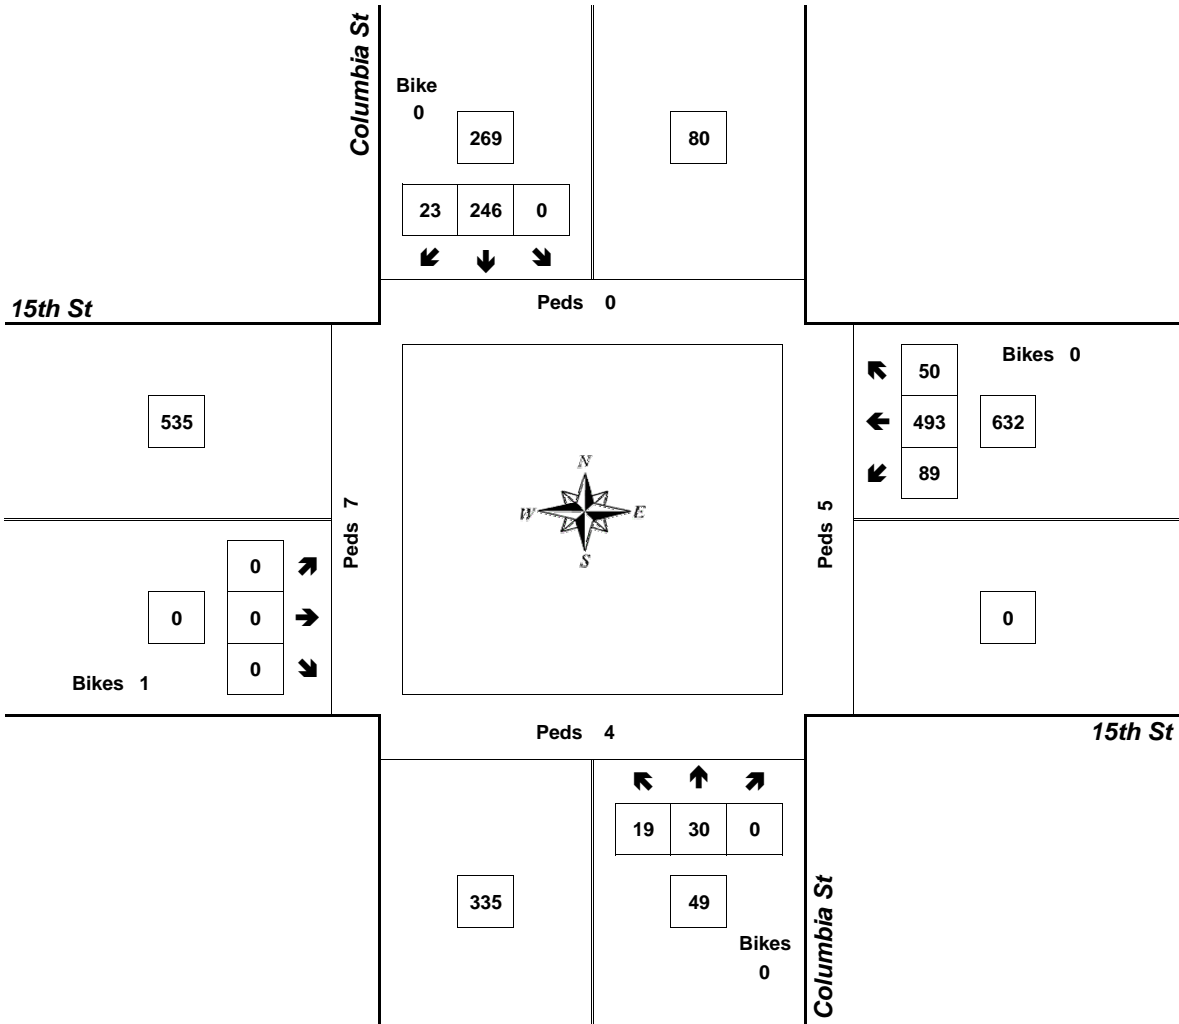 Columbia St
Bike
0
269
80
23 246 0
15th St
Peds 0
50
Bikes 0
535
493
632
89
N
W E
S
Peds 7
Peds 5
0
0
0
0
0
Bikes 1
15th St
Peds 4
19 30 0
335
49
Bikes
0
Columbia St